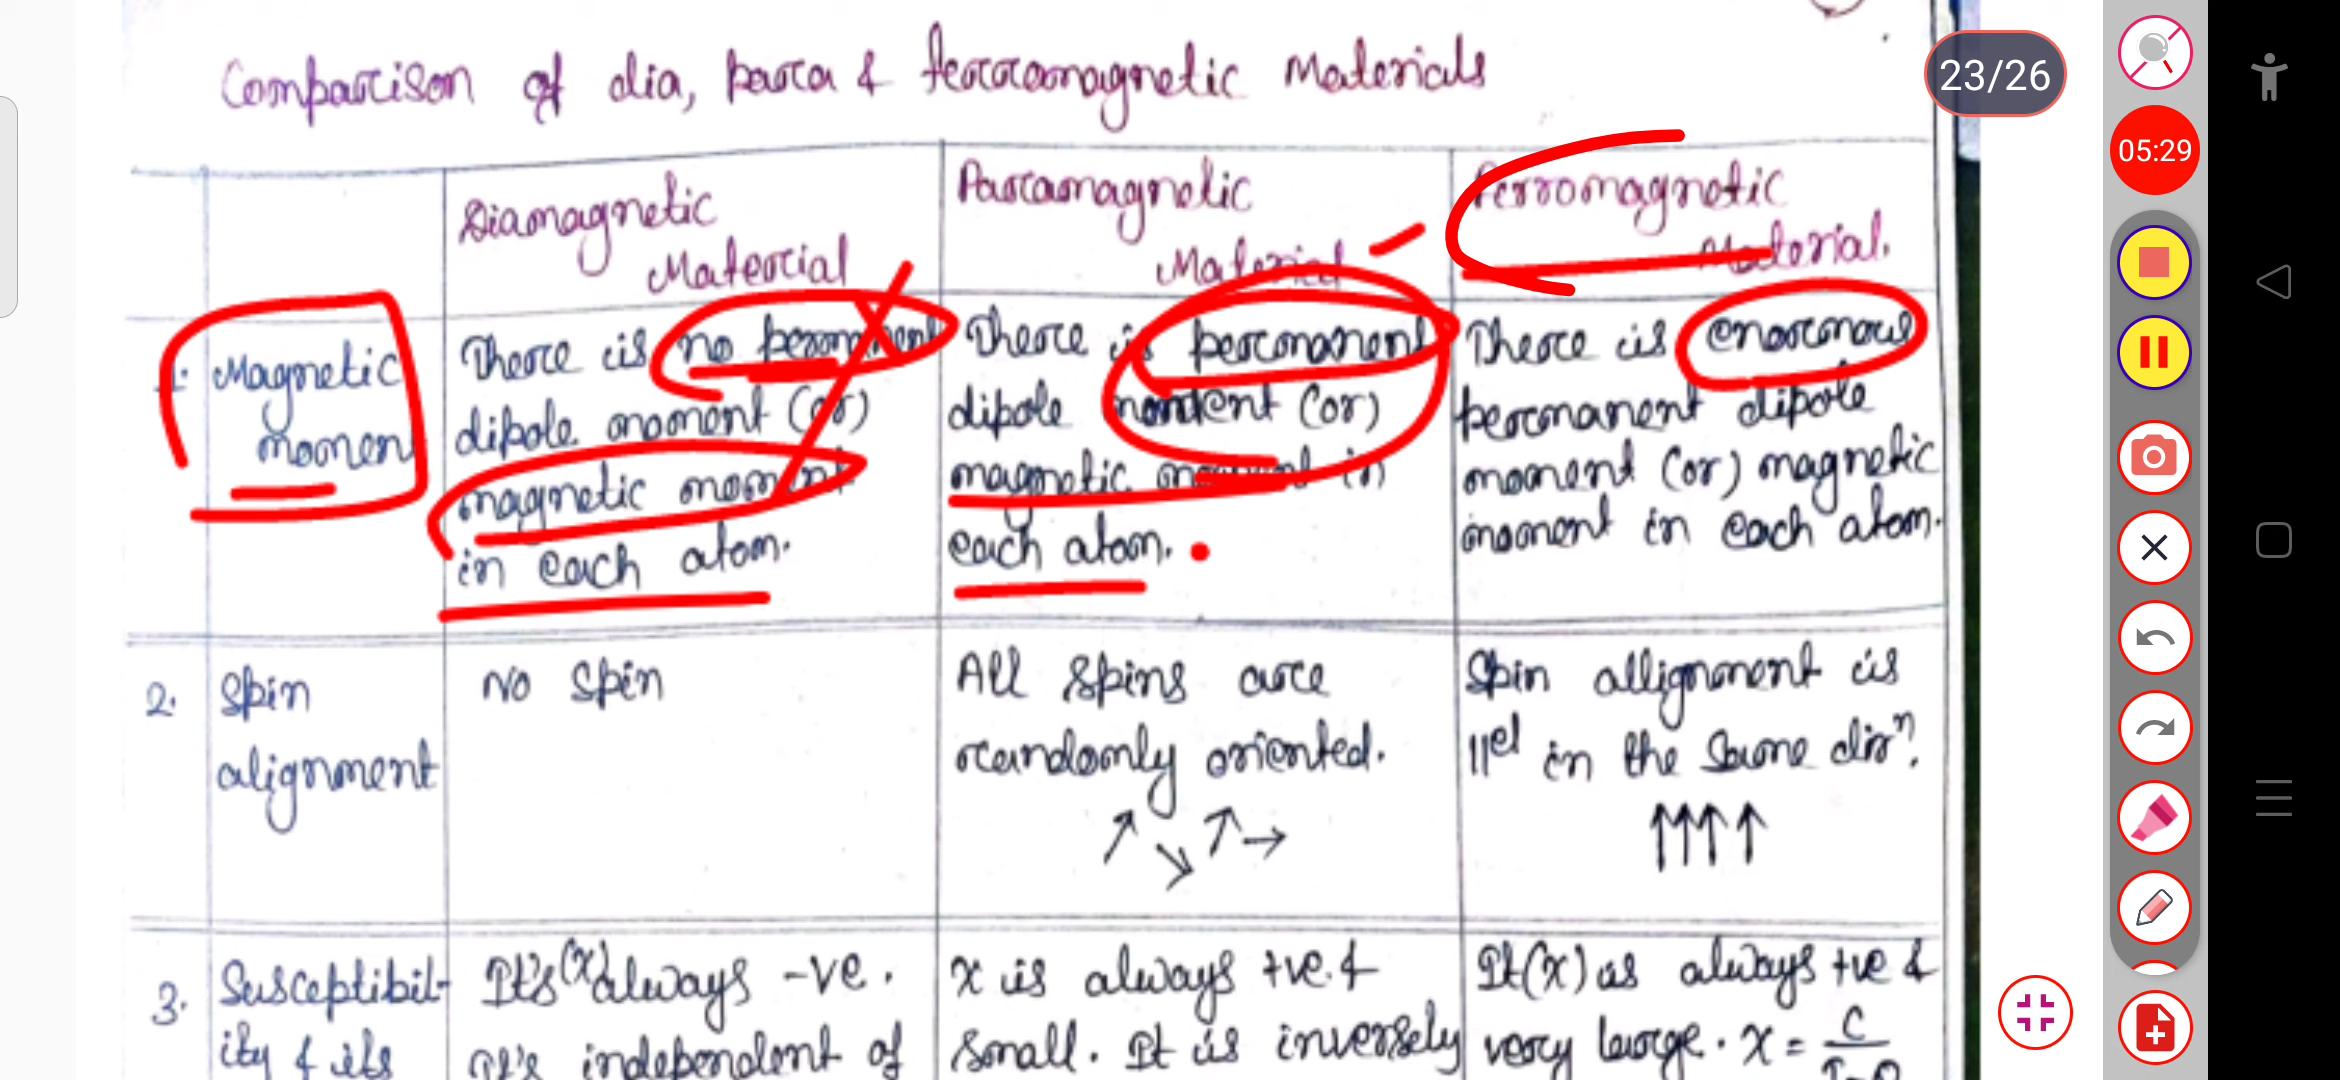 Comparison of dia, para & ferromagnetic Materials
23/26
05:29
Diamagnetic Material
Paramagnetic Material
Ferromagnetic Material.
1. Magnetic moment
There is no permanent
dipole moment (or)
magnetic moment
in each atom.
There is permanent
dipole moment (or)
magnetic moment in
each atom.
There is enormous
permanent dipole
moment (or) magnetic
moment in each atom.
2. Spin alignment
No Spin
All spins are
randomly oriented.
Spin allignment is
11el in the same dirn.
3. Susceptibil-
ity & its
It's (x) always -ve.
It's independent of
x is always +ve &
small. It is inversely
It (x) is always +ve &
very large. x = C